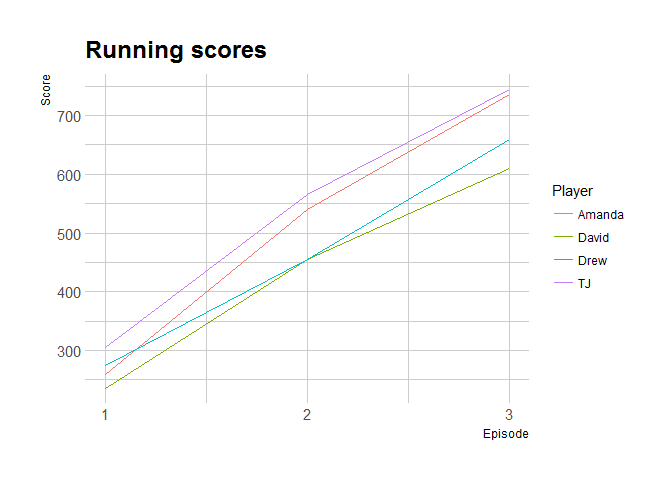 Running scores
Score
700
600
500
400
300
1 2 3
Episode
Player
Amanda
David
Drew
TJ